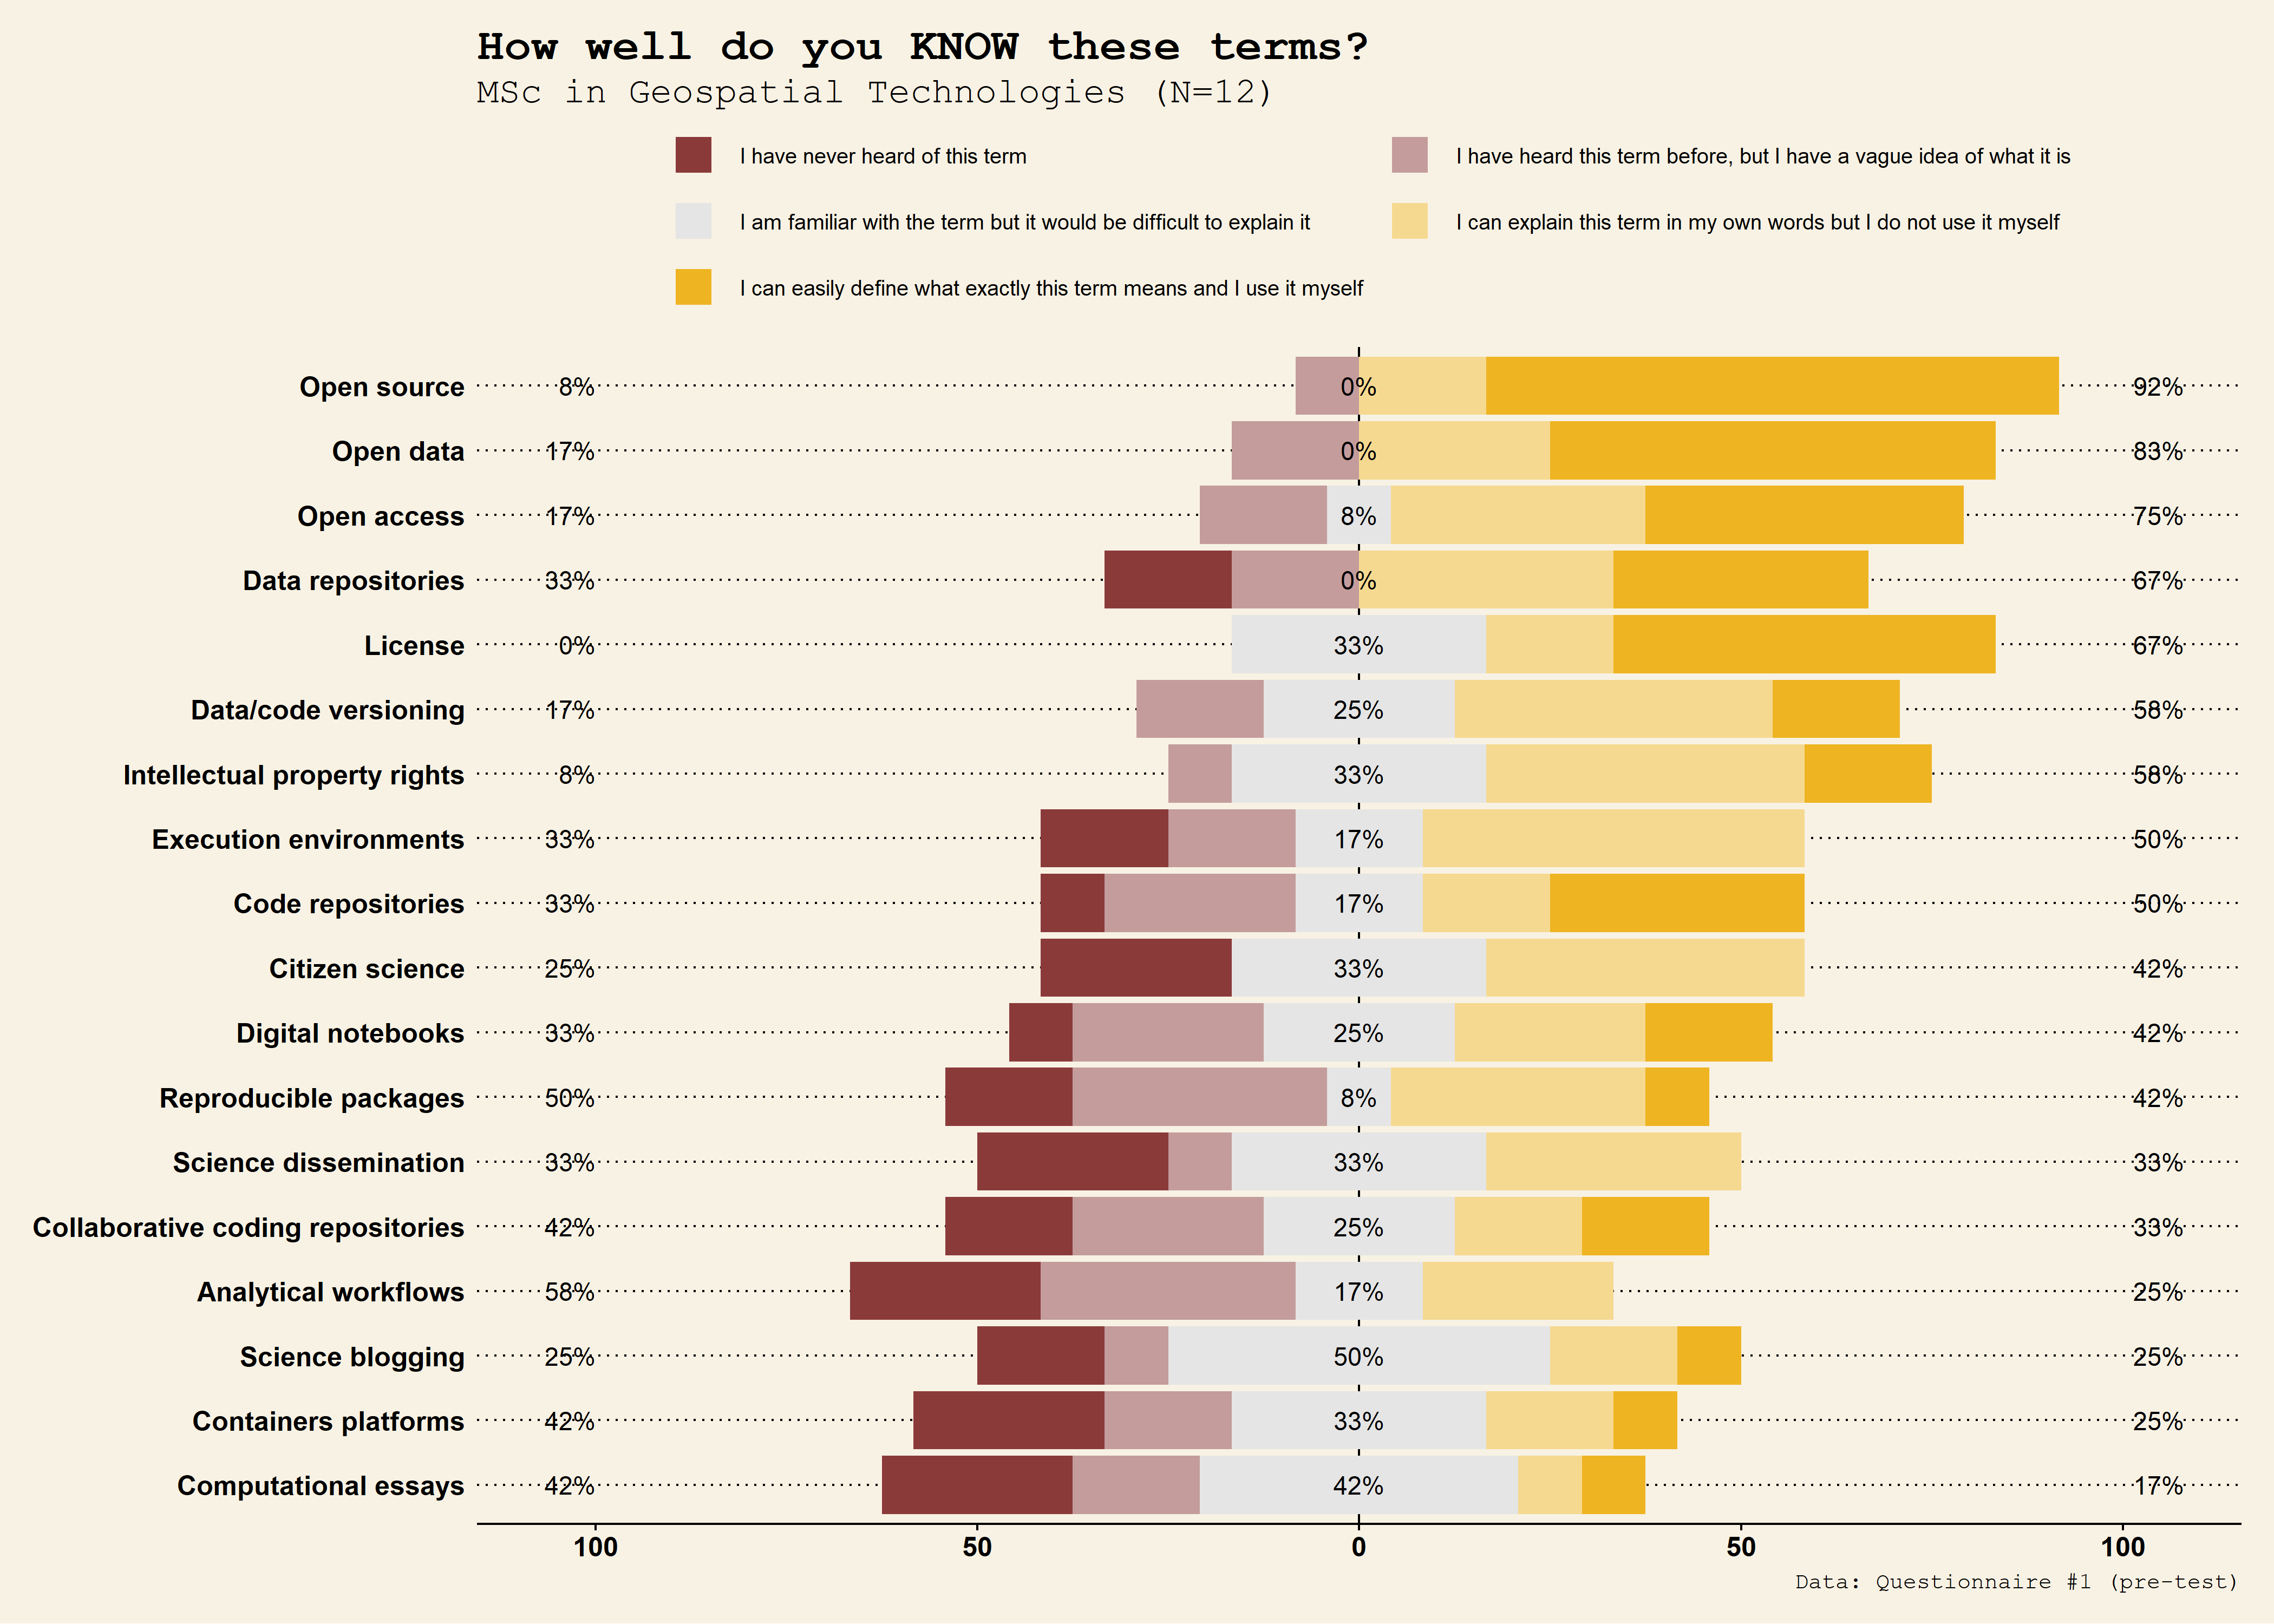 How well do you KNOW these terms?
MSc in Geospatial Technologies (N=12)
I have never heard of this term
I have heard this term before, but I have a vague idea of what it is
I am familiar with the term but it would be difficult to explain it
I can explain this term in my own words but I do not use it myself
I can easily define what exactly this term means and I use it myself
Open source 8% 0% 92%
Open data 17% 0% 83%
Open access 17% 8% 75%
Data repositories 33% 0% 67%
License 0% 33% 67%
Data/code versioning 17% 25% 58%
Intellectual property rights 8% 33% 58%
Execution environments 33% 17% 50%
Code repositories 33% 17% 50%
Citizen science 25% 33% 42%
Digital notebooks 33% 25% 42%
Reproducible packages 50% 8% 42%
Science dissemination 33% 33% 33%
Collaborative coding repositories 42% 25% 33%
Analytical workflows 58% 17% 25%
Science blogging 25% 50% 25%
Containers platforms 42% 33% 25%
Computational essays 42% 42% 17%
100 50 0 50 100
Data: Questionnaire #1 (pre-test)